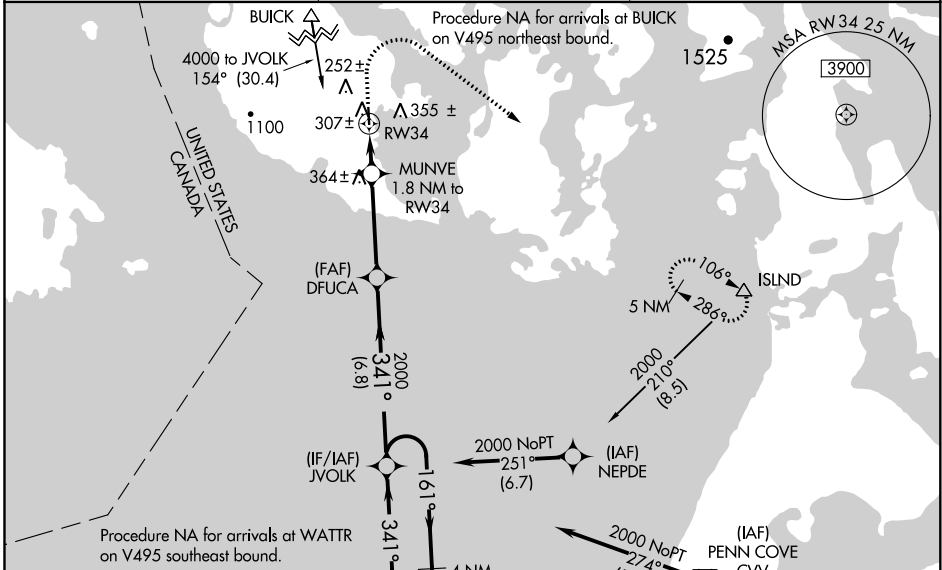 BUICK
Procedure NA for arrivals at BUICK
on V495 northeast bound.
4000 to JVOLK
154° (30.4)
252 ±
1525
MSA RW34 25 NM
3900
1100
307 ±
355 ±
RW34
364 ±
MUNVE
1.8 NM to
RW34
UNITED STATES
CANADA
(FAF)
DFUCA
106°
ISLND
5 NM
286°
2000
341°
(6.8)
2000
210°
(8.5)
(IF/IAF)
JVOLK
2000 NoPT
251°
(6.7)
(IAF)
NEPDE
161°
341°
Procedure NA for arrivals at WATTR
on V495 southeast bound.
4 NM
2000 NoPT
274°
(IAF)
PENN COVE
CVV